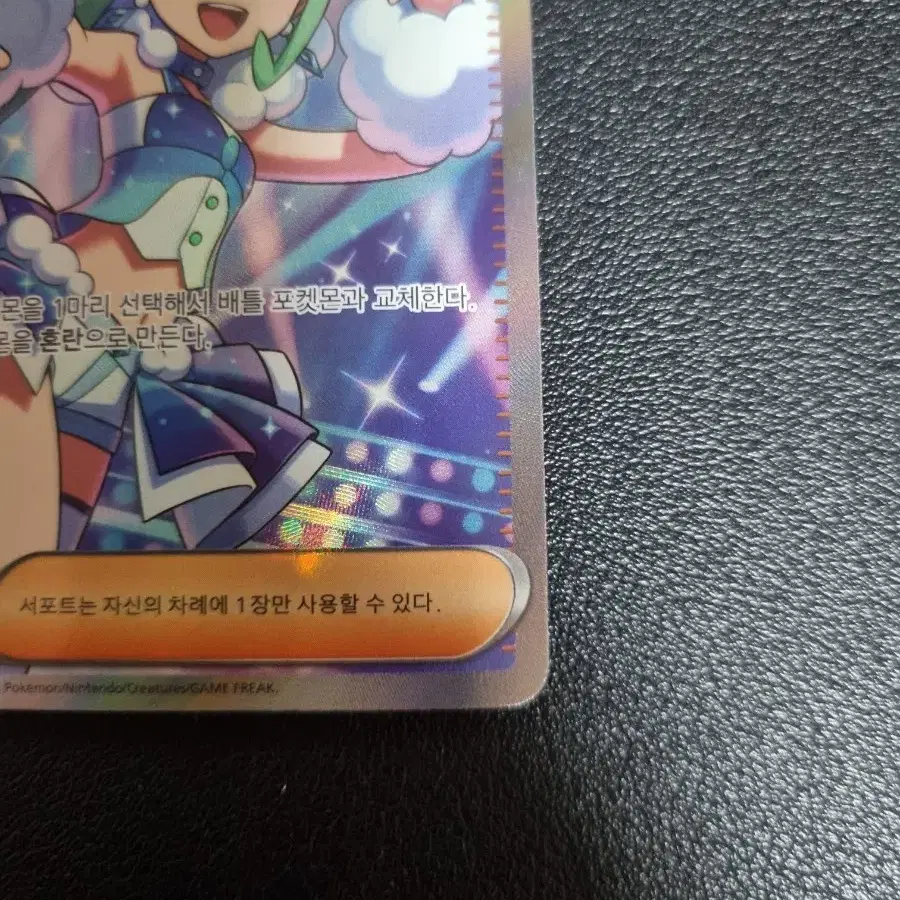 몬을 1마리 선택해서 배틀 포켓몬과 교체한다.
몬을 혼란으로 만든다.
서포트는 자신의 차례에 1장만 사용할 수 있다.
Pokémon/Nintendo/Creatures/GAME FREAK.